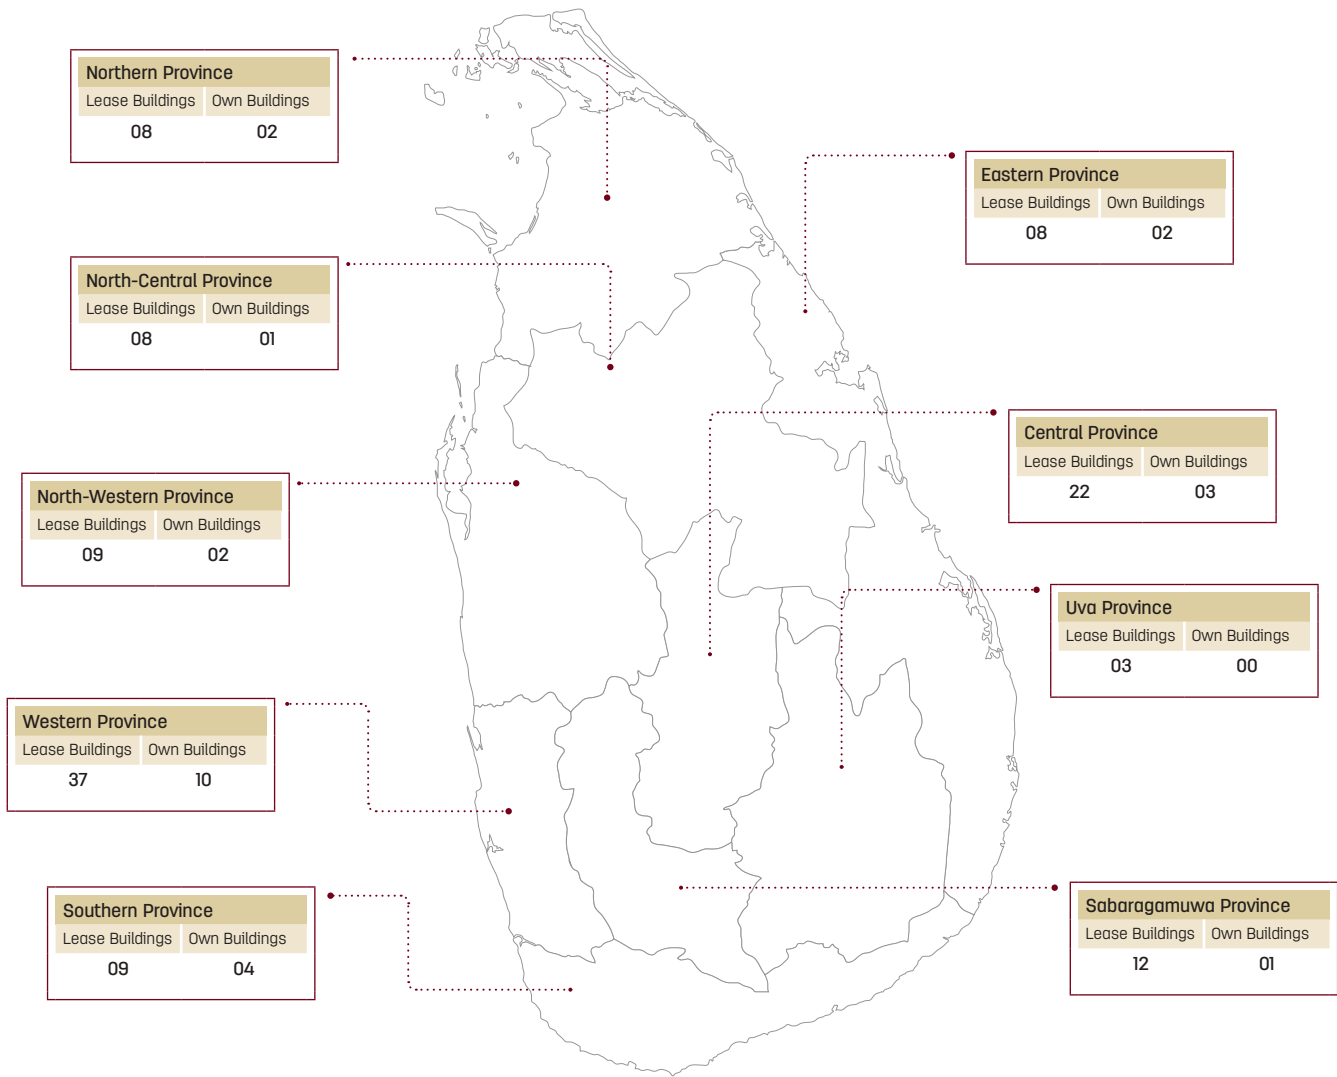 Northern Province
Lease Buildings Own Buildings
08 02
North-Central Province
Lease Buildings Own Buildings
08 01
North-Western Province
Lease Buildings Own Buildings
09 02
Western Province
Lease Buildings Own Buildings
37 10
Southern Province
Lease Buildings Own Buildings
09 04
Eastern Province
Lease Buildings Own Buildings
08 02
Central Province
Lease Buildings Own Buildings
22 03
Uva Province
Lease Buildings Own Buildings
03 00
Sabaragamuwa Province
Lease Buildings Own Buildings
12 01